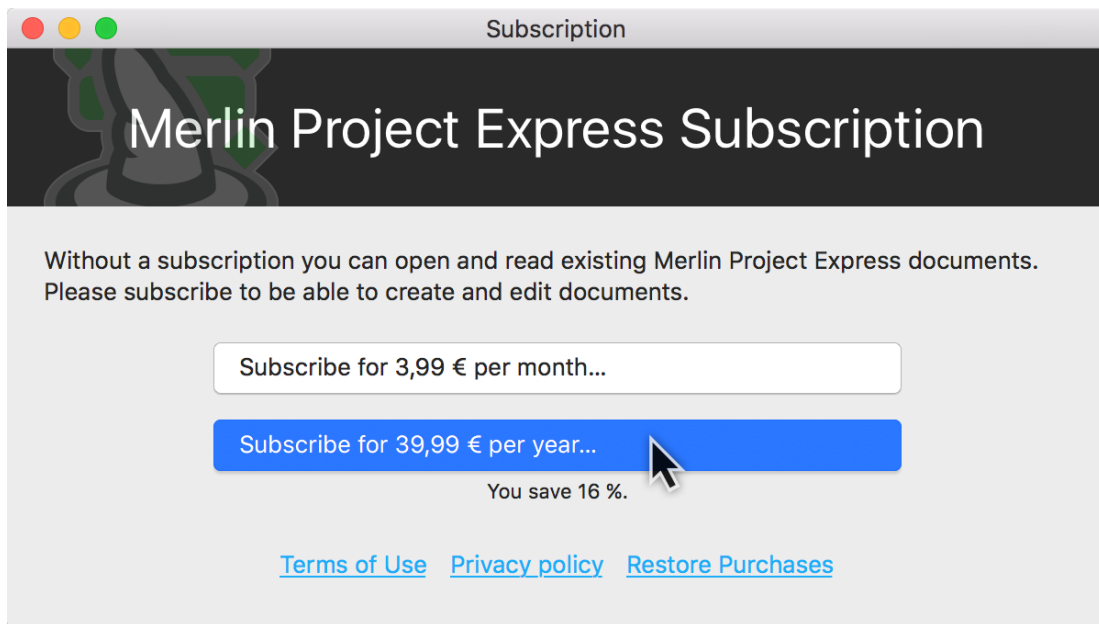 Subscription
Merlin Project Express Subscription
Without a subscription you can open and read existing Merlin Project Express documents.
Please subscribe to be able to create and edit documents.
Subscribe for 3,99 € per month...
Subscribe for 39,99 € per year...
You save 16 %.
Terms of Use Privacy policy Restore Purchases